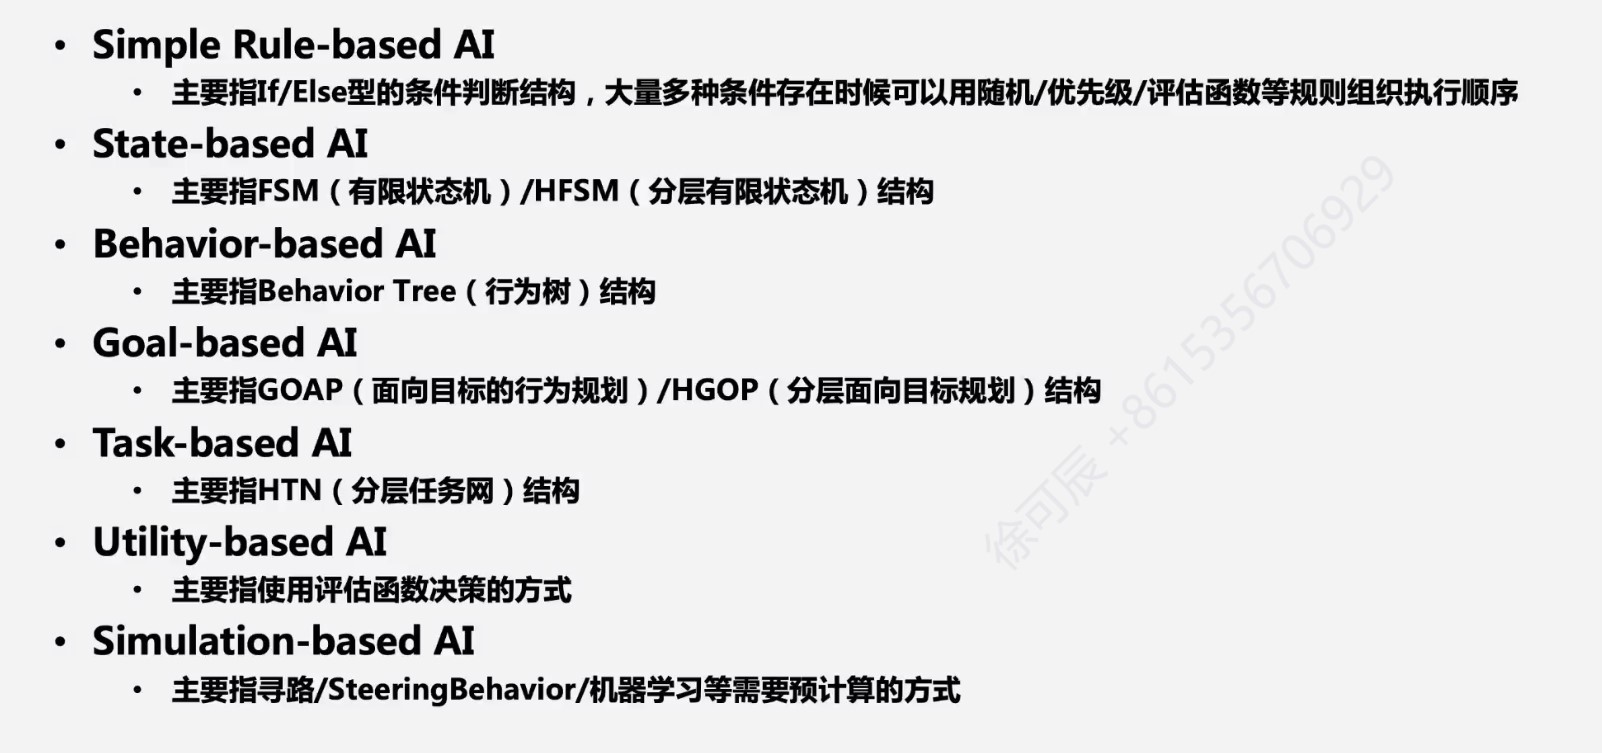 • Simple Rule-based AI
• 主要指If/Else型的条件判断结构，大量多种条件存在时候可以用随机/优先级/评估函数等规则组织执行顺序
• State-based AI
• 主要指FSM（有限状态机）/HFSM（分层有限状态机）结构
• Behavior-based AI
• 主要指Behavior Tree（行为树）结构
• Goal-based AI
• 主要指GOAP（面向目标的行为规划）/HGOP（分层面向目标规划）结构
• Task-based AI
• 主要指HTN（分层任务网）结构
• Utility-based AI
• 主要指使用评估函数决策的方式
• Simulation-based AI
• 主要指寻路/SteeringBehavior/机器学习等需要预计算的方式
徐可辰 +8615356706929